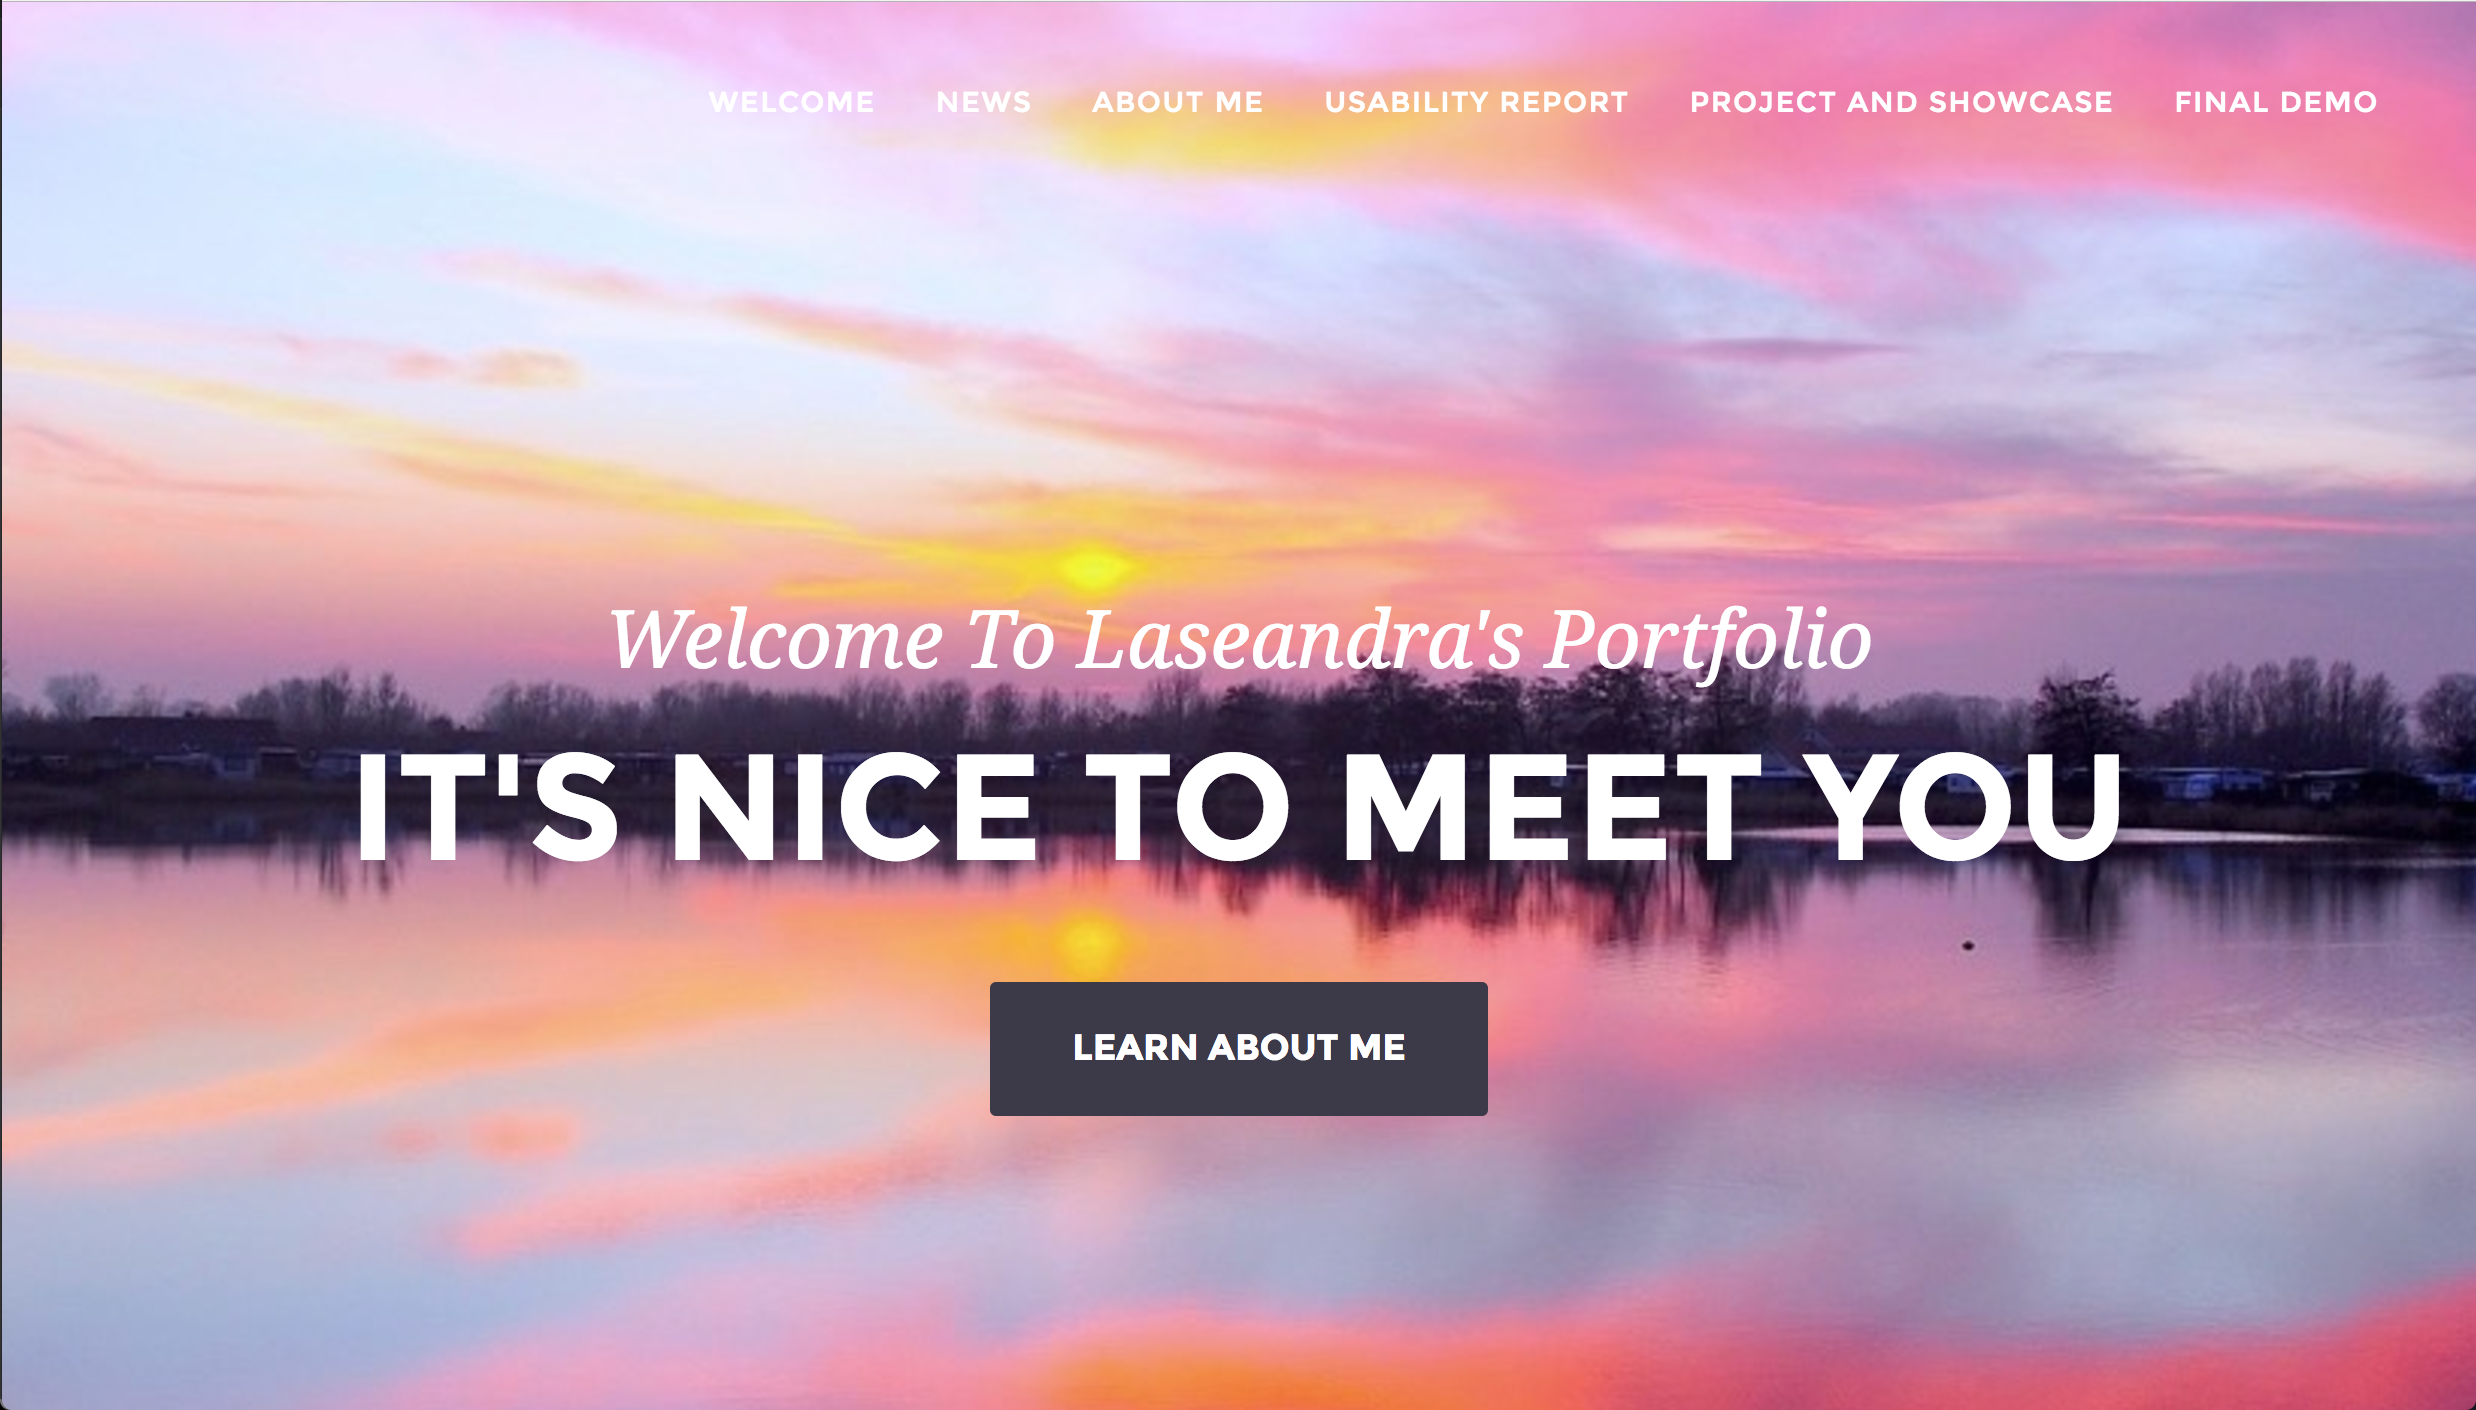 WELCOME NEWS ABOUT ME USABILITY REPORT PROJECT AND SHOWCASE FINAL DEMO
Welcome To Laseandra's Portfolio
IT'S NICE TO MEET YOU
LEARN ABOUT ME